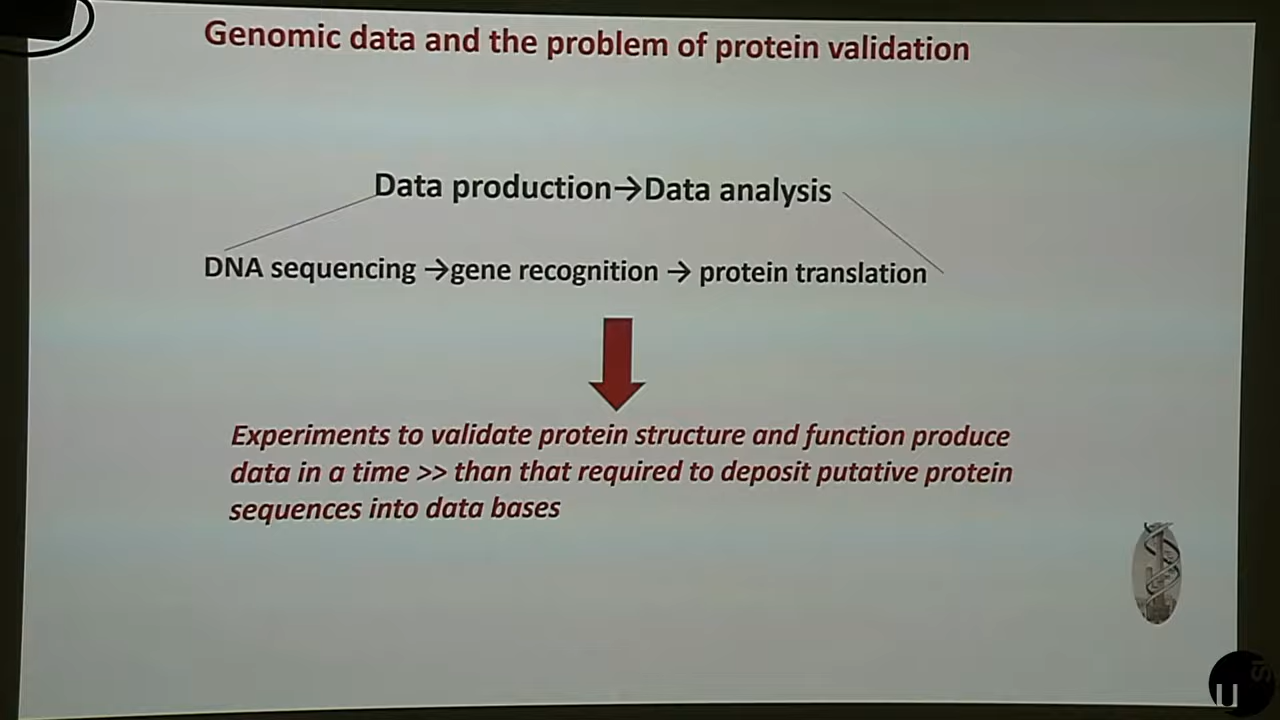 Genomic data and the problem of protein validation
Data production→Data analysis
DNA sequencing →gene recognition → protein translation
Experiments to validate protein structure and function produce
data in a time >> than that required to deposit putative protein
sequences into data bases